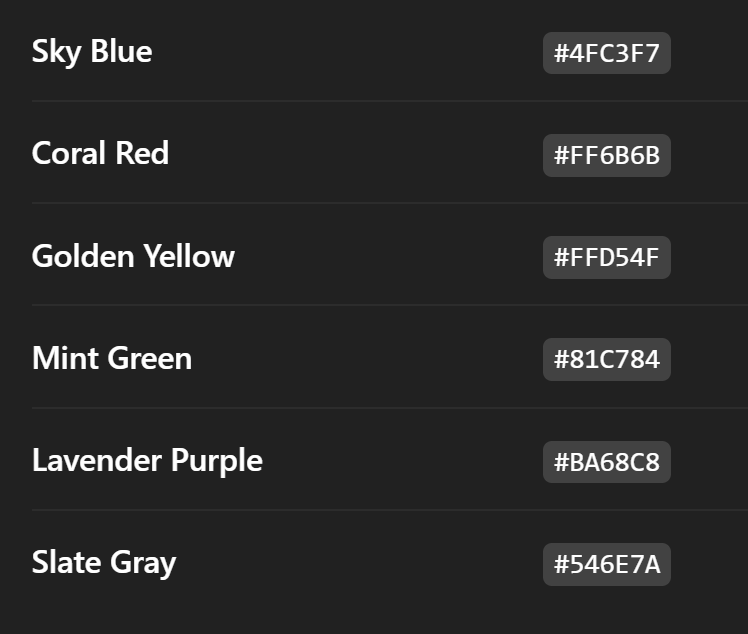 Sky Blue #4FC3F7
Coral Red #FF6B6B
Golden Yellow #FFD54F
Mint Green #81C784
Lavender Purple #BA68C8
Slate Gray #546E7A